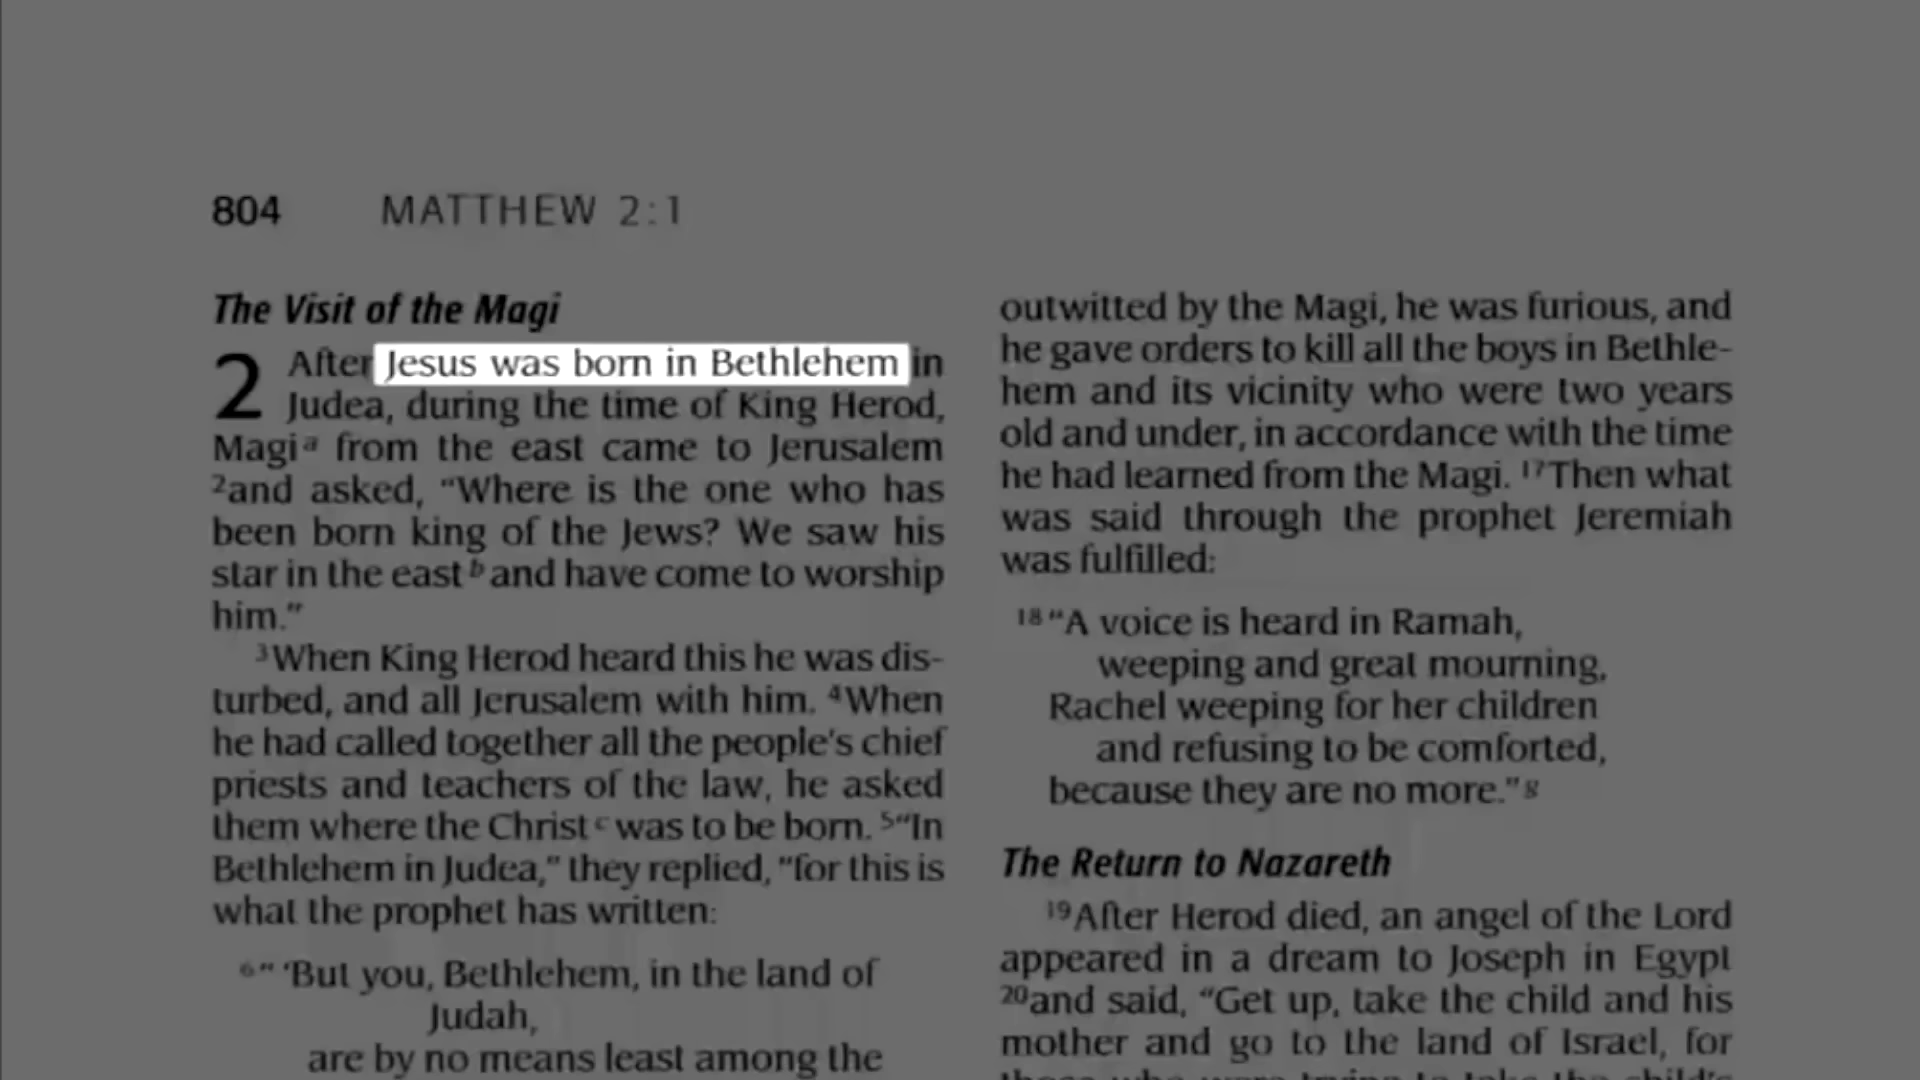 804 MATTHEW 2:1
The Visit of the Magi
2 After Jesus was born in Bethlehem in
Judea, during the time of King Herod,
Magi a from the east came to Jerusalem
2and asked, “Where is the one who has
been born king of the Jews? We saw his
star in the east b and have come to worship
him.”
3When King Herod heard this he was dis-
turbed, and all Jerusalem with him. 4When
he had called together all the people's chief
priests and teachers of the law, he asked
them where the Christ c was to be born. 5“In
Bethlehem in Judea,” they replied, “for this is
what the prophet has written:
6“ ‘But you, Bethlehem, in the land of
Judah,
are by no means least among the
outwitted by the Magi, he was furious, and
he gave orders to kill all the boys in Bethle-
hem and its vicinity who were two years
old and under, in accordance with the time
he had learned from the Magi. 17Then what
was said through the prophet Jeremiah
was fulfilled:
18“A voice is heard in Ramah,
weeping and great mourning,
Rachel weeping for her children
and refusing to be comforted,
because they are no more.” g
The Return to Nazareth
19After Herod died, an angel of the Lord
appeared in a dream to Joseph in Egypt
20and said, “Get up, take the child and his
mother and go to the land of Israel, for
those who were trying to take the child's